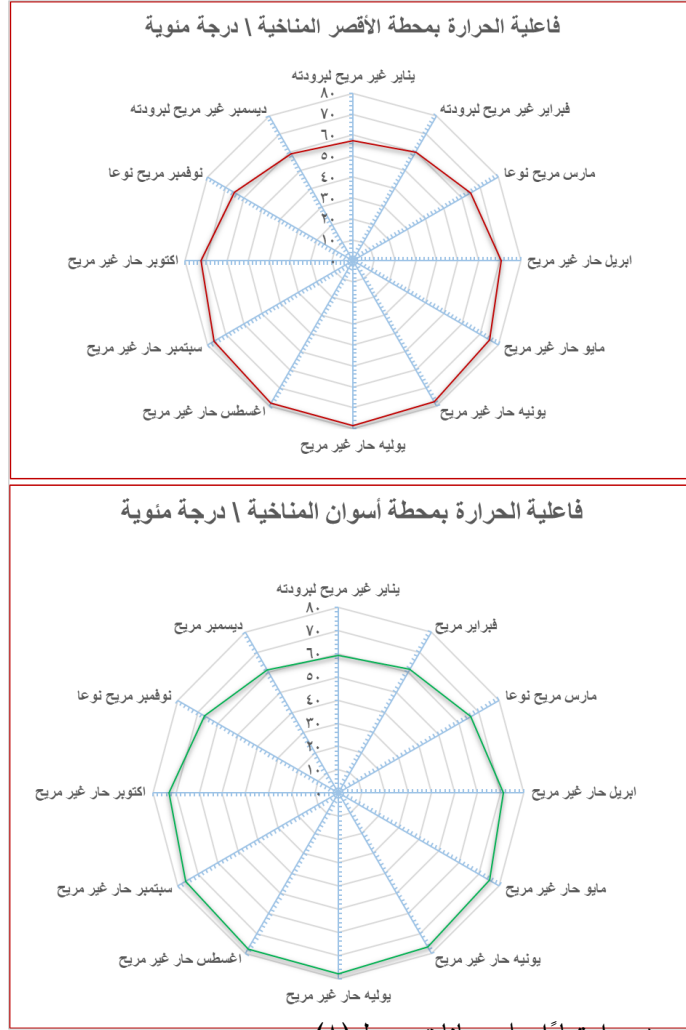 فاعلية الحرارة بمحطة الأقصر المناخية \ درجة مئوية
يناير غير مريح لبرودته
فبراير غير مريح لبرودته
مارس مريح نوعا
ابريل حار غير مريح
مايو حار غير مريح
يونيه حار غير مريح
يوليه حار غير مريح
اغسطس حار غير مريح
سبتمبر حار غير مريح
اكتوبر حار غير مريح
نوفمبر مريح نوعا
ديسمبر غير مريح لبرودته
٨٠
٧٠
٦٠
٥٠
٤٠
٣٠
٢٠
١٠
٠
فاعلية الحرارة بمحطة أسوان المناخية \ درجة مئوية
يناير غير مريح لبرودته
فبراير مريح
مارس مريح نوعا
ابريل حار غير مريح
مايو حار غير مريح
يونيه حار غير مريح
يوليه حار غير مريح
اغسطس حار غير مريح
سبتمبر حار غير مريح
اكتوبر حار غير مريح
نوفمبر مريح نوعا
ديسمبر مريح
٨٠
٧٠
٦٠
٥٠
٤٠
٣٠
٢٠
١٠
٠